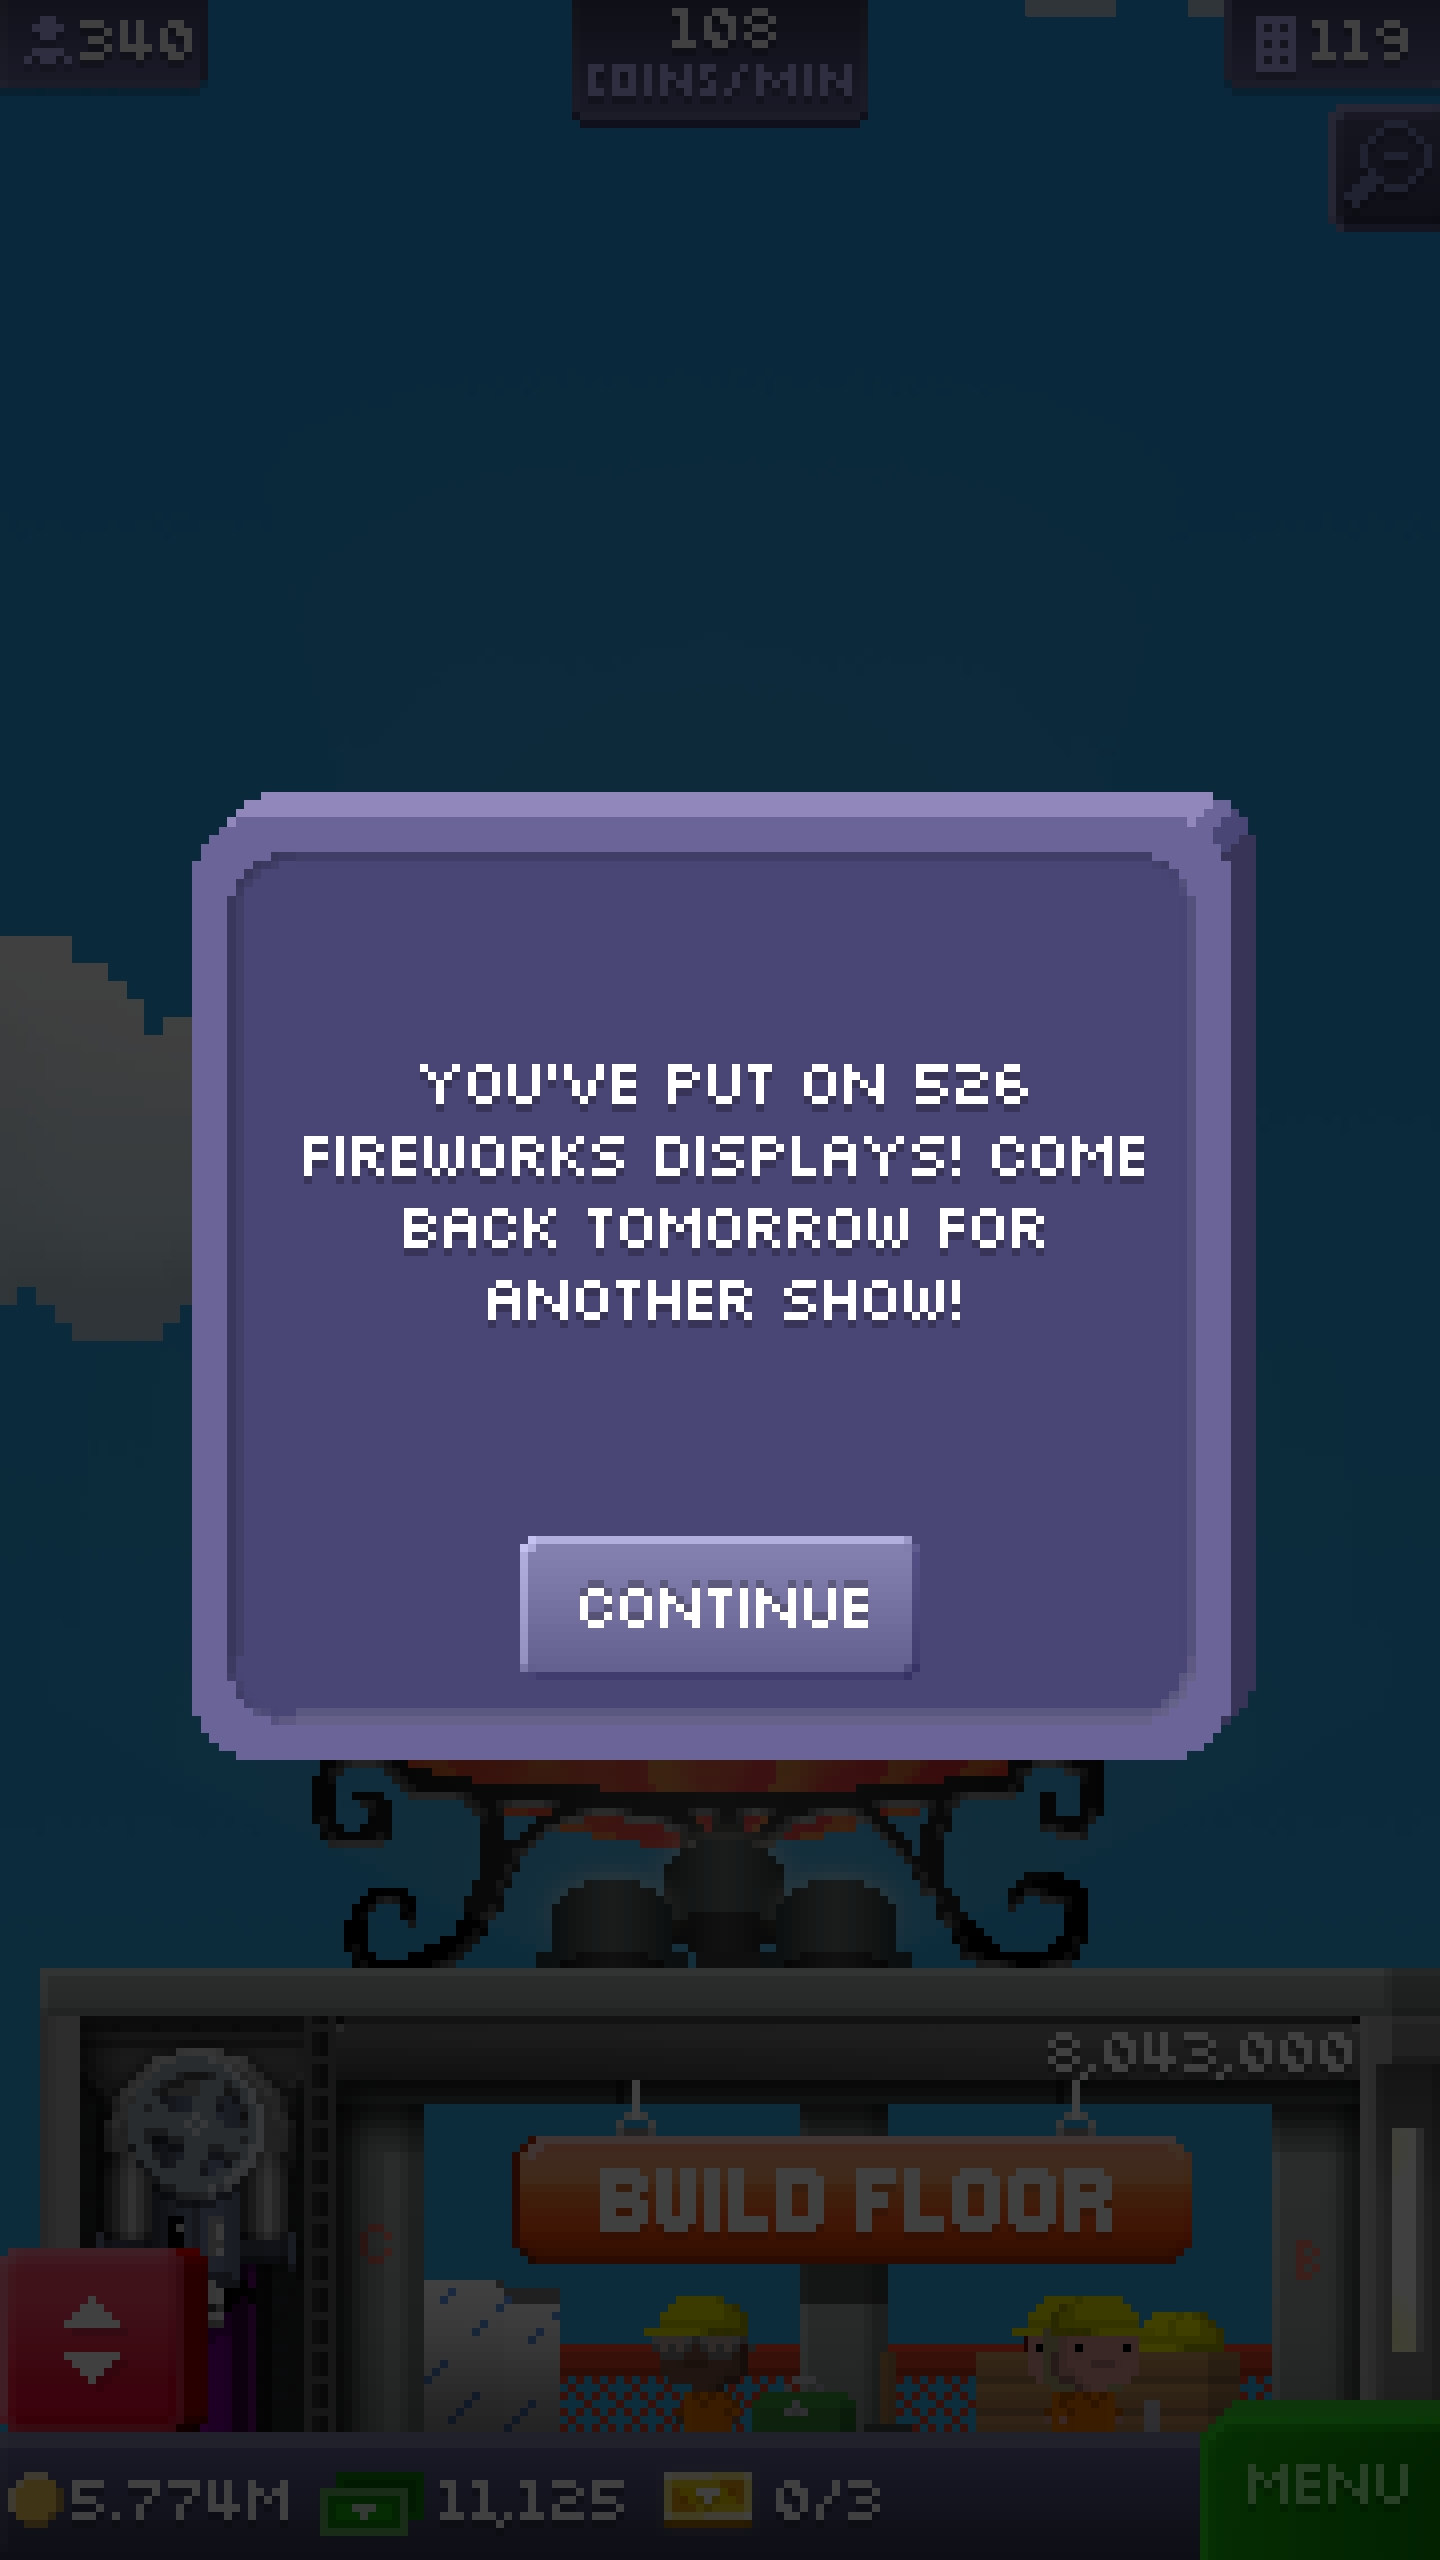 340
108
COINS/MIN
119
YOU'VE PUT ON 526
FIREWORKS DISPLAYS! COME
BACK TOMORROW FOR
ANOTHER SHOW!
CONTINUE
8,043,000
BUILD FLOOR
C
B
5.774M
11,125
0/3
MENU